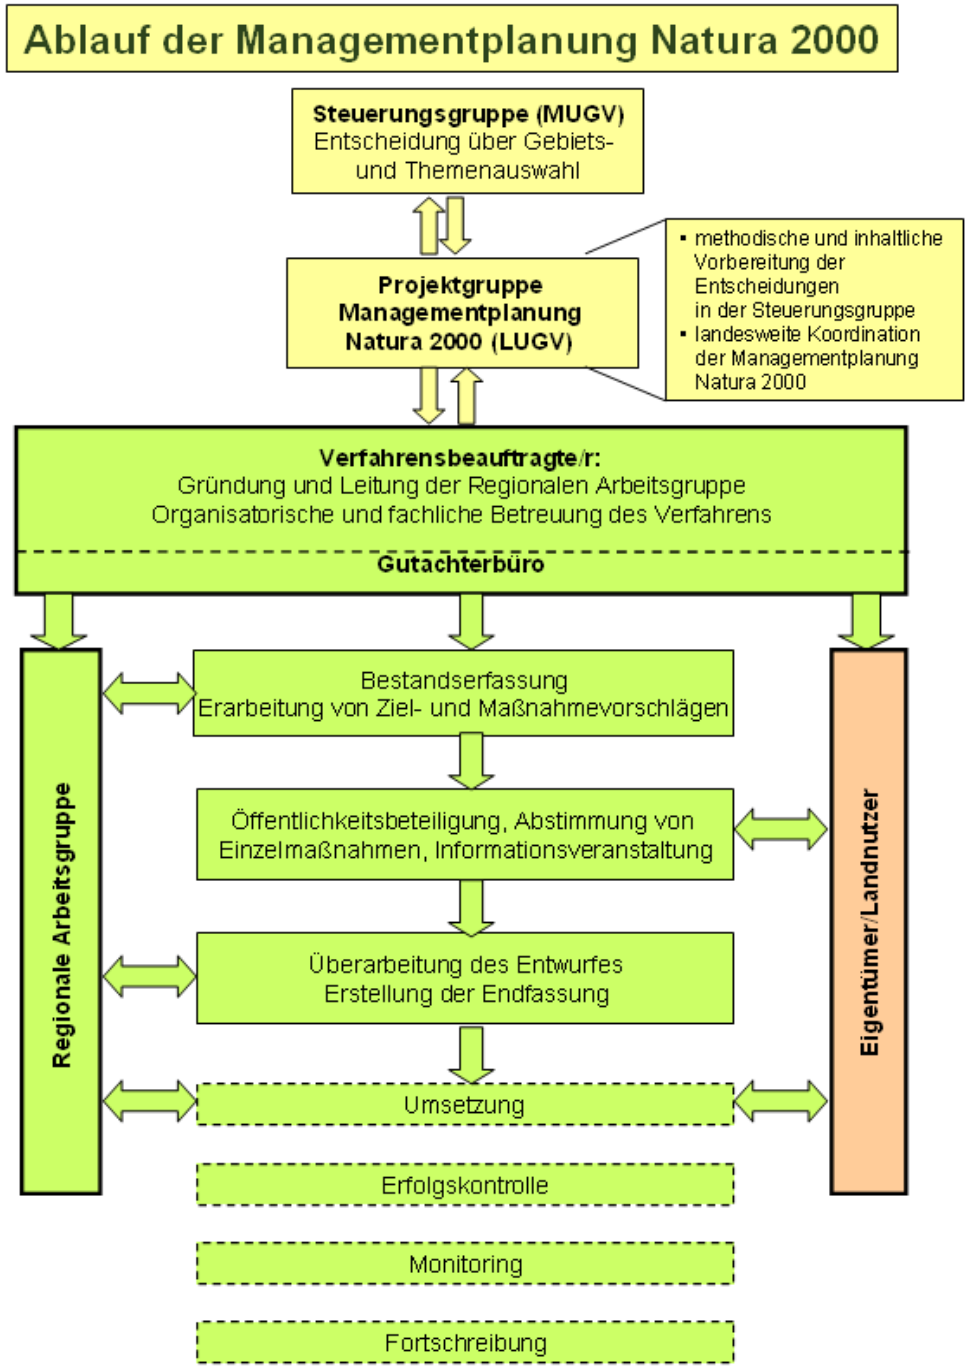 Ablauf der Managementplanung Natura 2000
Steuerungsgruppe (MUGV)
Entscheidung über Gebiets-
und Themenauswahl
Projektgruppe
Managementplanung
Natura 2000 (LUGV)
▪ methodische und inhaltliche
Vorbereitung der
Entscheidungen
in der Steuerungsgruppe
▪ landesweite Koordination
der Managementplanung
Natura 2000
Verfahrensbeauftragte/r:
Gründung und Leitung der Regionalen Arbeitsgruppe
Organisatorische und fachliche Betreuung des Verfahrens
Gutachterbüro
Regionale Arbeitsgruppe
Bestandserfassung
Erarbeitung von Ziel- und Maßnahmevorschlägen
Öffentlichkeitsbeteiligung, Abstimmung von
Einzelmaßnahmen, Informationsveranstaltung
Überarbeitung des Entwurfes
Erstellung der Endfassung
Umsetzung
Erfolgskontrolle
Monitoring
Fortschreibung
Eigentümer/Landnutzer